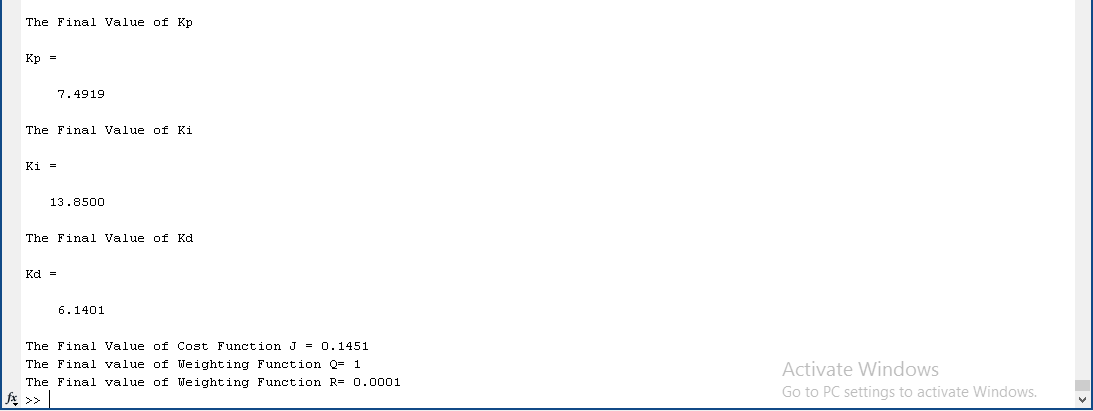 The Final Value of Kp
Kp =
7.4919
The Final Value of Ki
Ki =
13.8500
The Final Value of Kd
Kd =
6.1401
The Final Value of Cost Function J = 0.1451
The Final value of Weighting Function Q= 1
The Final value of Weighting Function R= 0.0001
fx >>
Activate Windows
Go to PC settings to activate Windows.